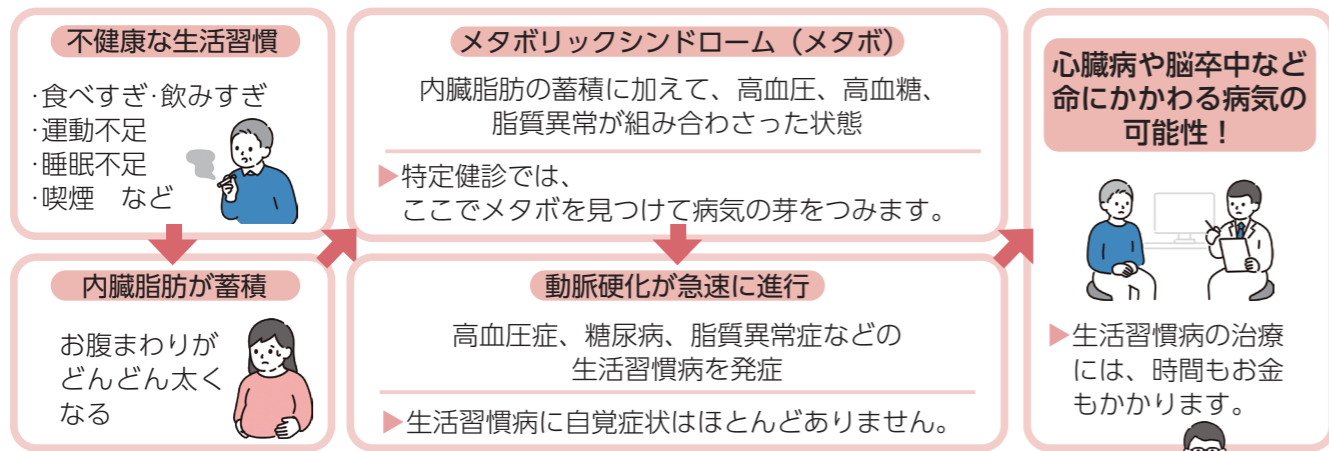 不健康な生活習慣
·食べすぎ·飲みすぎ
·運動不足
·睡眠不足
·喫煙　など
内臓脂肪が蓄積
お腹まわりが
どんどん太く
なる
メタボリックシンドローム（メタボ）
内臓脂肪の蓄積に加えて、高血圧、高血糖、
脂質異常が組み合わさった状態
▶特定健診では、
ここでメタボを見つけて病気の芽をつみます。
動脈硬化が急速に進行
高血圧症、糖尿病、脂質異常症などの
生活習慣病を発症
▶生活習慣病に自覚症状はほとんどありません。
心臓病や脳卒中など
命にかかわる病気の
可能性！
▶生活習慣病の治療
には、時間もお金
もかかります。